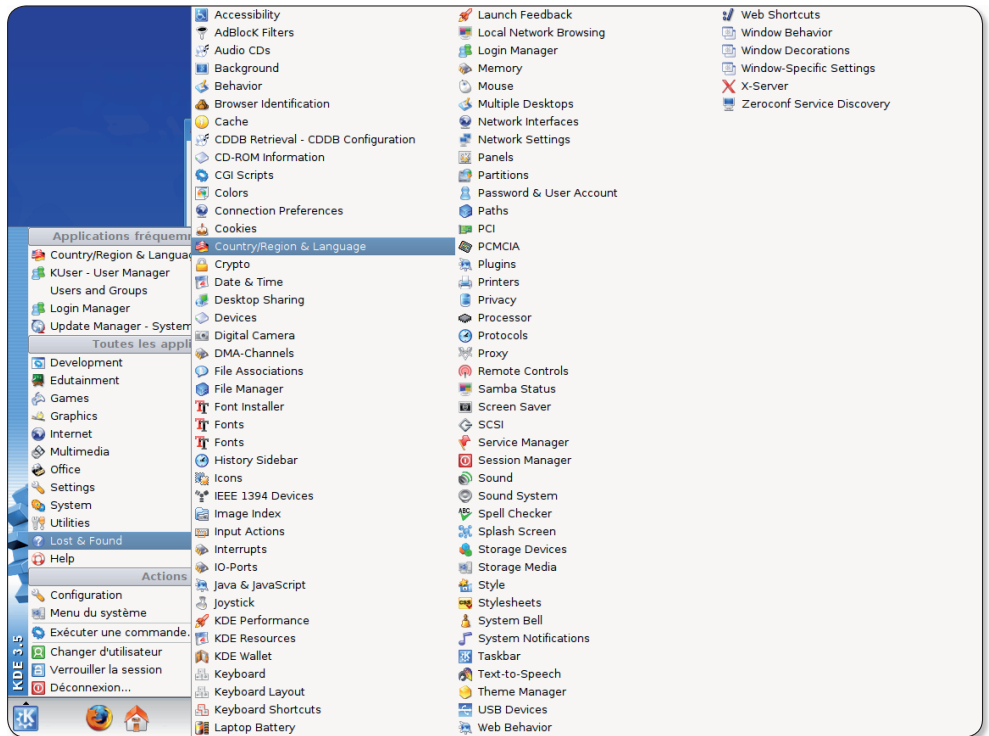 Applications fréquem
Country/Region & Languag
KUser - User Manager
Users and Groups
Login Manager
Update Manager - System
Toutes les appli
Development
Edutainment
Games
Graphics
Internet
Multimedia
Office
Settings
System
Utilities
Lost & Found
Help
Actions
Configuration
Menu du système
Exécuter une commande.
Changer d'utilisateur
Verrouiller la session
Déconnexion...
KDE 3.5
Accessibility
AdBlocK Filters
Audio CDs
Background
Behavior
Browser Identification
Cache
CDDB Retrieval - CDDB Configuration
CD-ROM Information
CGI Scripts
Colors
Connection Preferences
Cookies
Country/Region & Language
Crypto
Date & Time
Desktop Sharing
Devices
Digital Camera
DMA-Channels
File Associations
File Manager
Font Installer
Fonts
Fonts
History Sidebar
Icons
IEEE 1394 Devices
Image Index
Input Actions
Interrupts
IO-Ports
Java & JavaScript
Joystick
KDE Performance
KDE Resources
KDE Wallet
Keyboard
Keyboard Layout
Keyboard Shortcuts
Laptop Battery
Launch Feedback
Local Network Browsing
Login Manager
Memory
Mouse
Multiple Desktops
Network Interfaces
Network Settings
Panels
Partitions
Password & User Account
Paths
PCI
PCMCIA
Plugins
Printers
Privacy
Processor
Protocols
Proxy
Remote Controls
Samba Status
Screen Saver
SCSI
Service Manager
Session Manager
Sound
Sound System
Spell Checker
Splash Screen
Storage Devices
Storage Media
Style
Stylesheets
System Bell
System Notifications
Taskbar
Text-to-Speech
Theme Manager
USB Devices
Web Behavior
Web Shortcuts
Window Behavior
Window Decorations
Window-Specific Settings
X-Server
Zeroconf Service Discovery